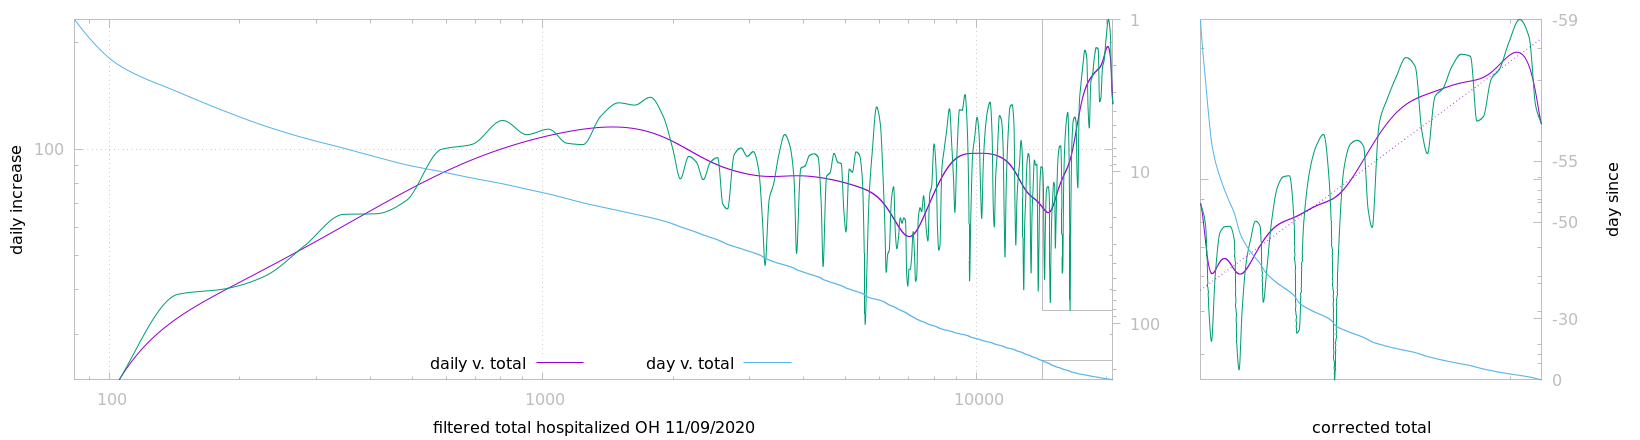 1
-59
daily increase
100
10
-55
-50
day since
-30
100
daily v. total
day v. total
0
100
1000
10000
filtered total hospitalized OH 11/09/2020
corrected total